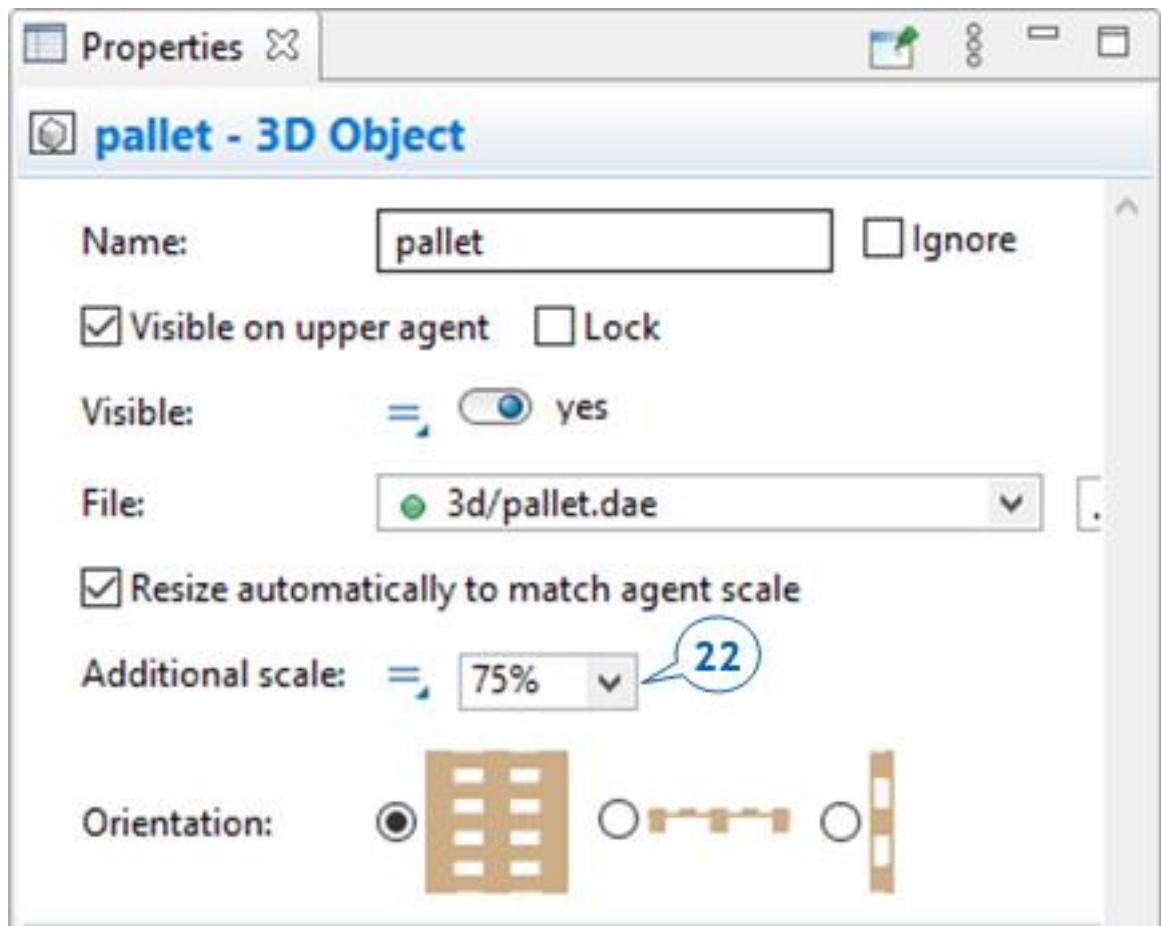 Properties
pallet - 3D Object
Name: pallet Ignore
Visible on upper agent Lock
Visible: yes
File: 3d/pallet.dae .
Resize automatically to match agent scale
Additional scale: 75% 22
Orientation: